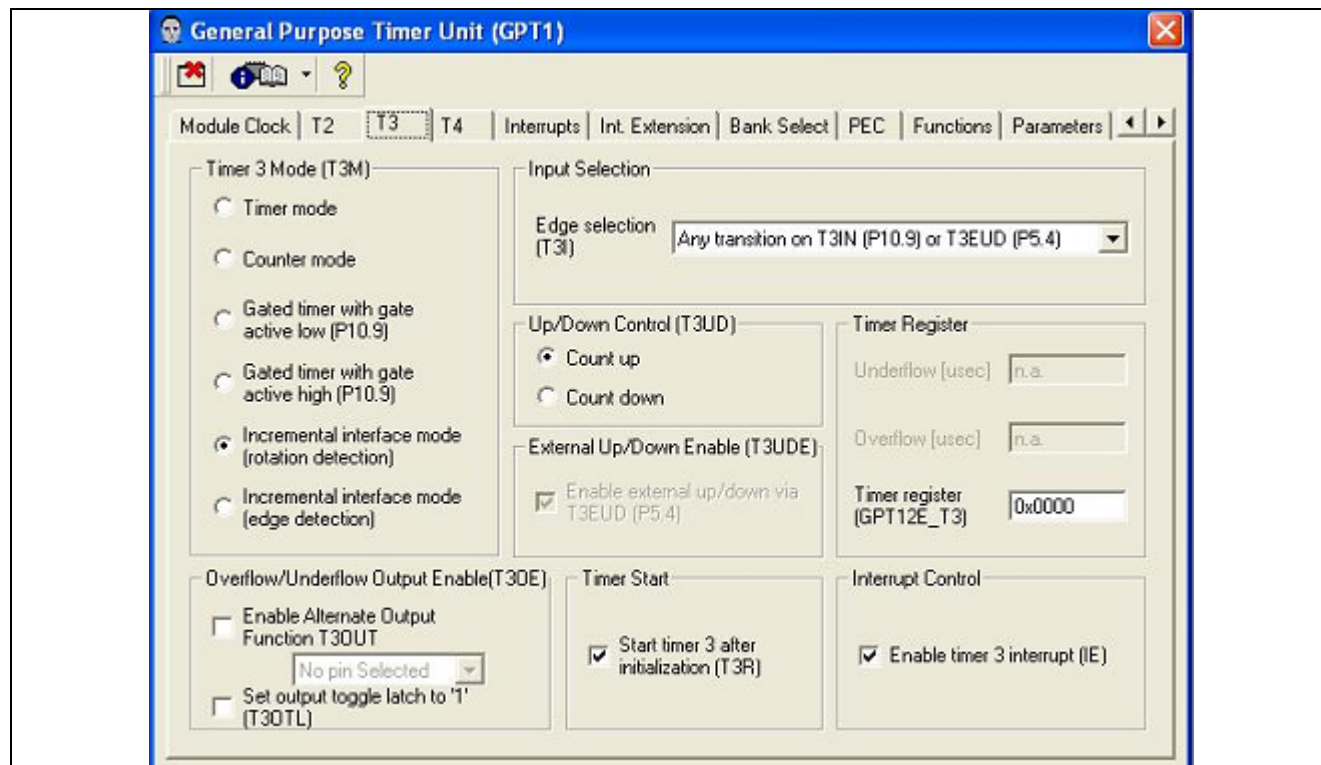 General Purpose Timer Unit (GPT1)
Module Clock T2 T3 T4 Interrupts Int. Extension Bank Select PEC Functions Parameters
Timer 3 Mode (T3M)
Timer mode
Counter mode
Gated timer with gate
active low (P10.9)
Gated timer with gate
active high (P10.9)
Incremental interface mode
(rotation detection)
Incremental interface mode
(edge detection)
Input Selection
Edge selection
(T3I)
Any transition on T3IN (P10.9) or T3EUD (P5.4)
Up/Down Control (T3UD)
Count up
Count down
External Up/Down Enable (T3UDE)
Enable external up/down via
T3EUD (P5.4)
Timer Register
Underflow [usec] n.a.
Overflow [usec] n.a.
Timer register
(GPT12E_T3)
0x0000
Overflow/Underflow Output Enable(T3OE)
Enable Alternate Output
Function T3OUT
No pin Selected
Set output toggle latch to '1'
(T3OTL)
Timer Start
Start timer 3 after
initialization (T3R)
Interrupt Control
Enable timer 3 interrupt (IE)